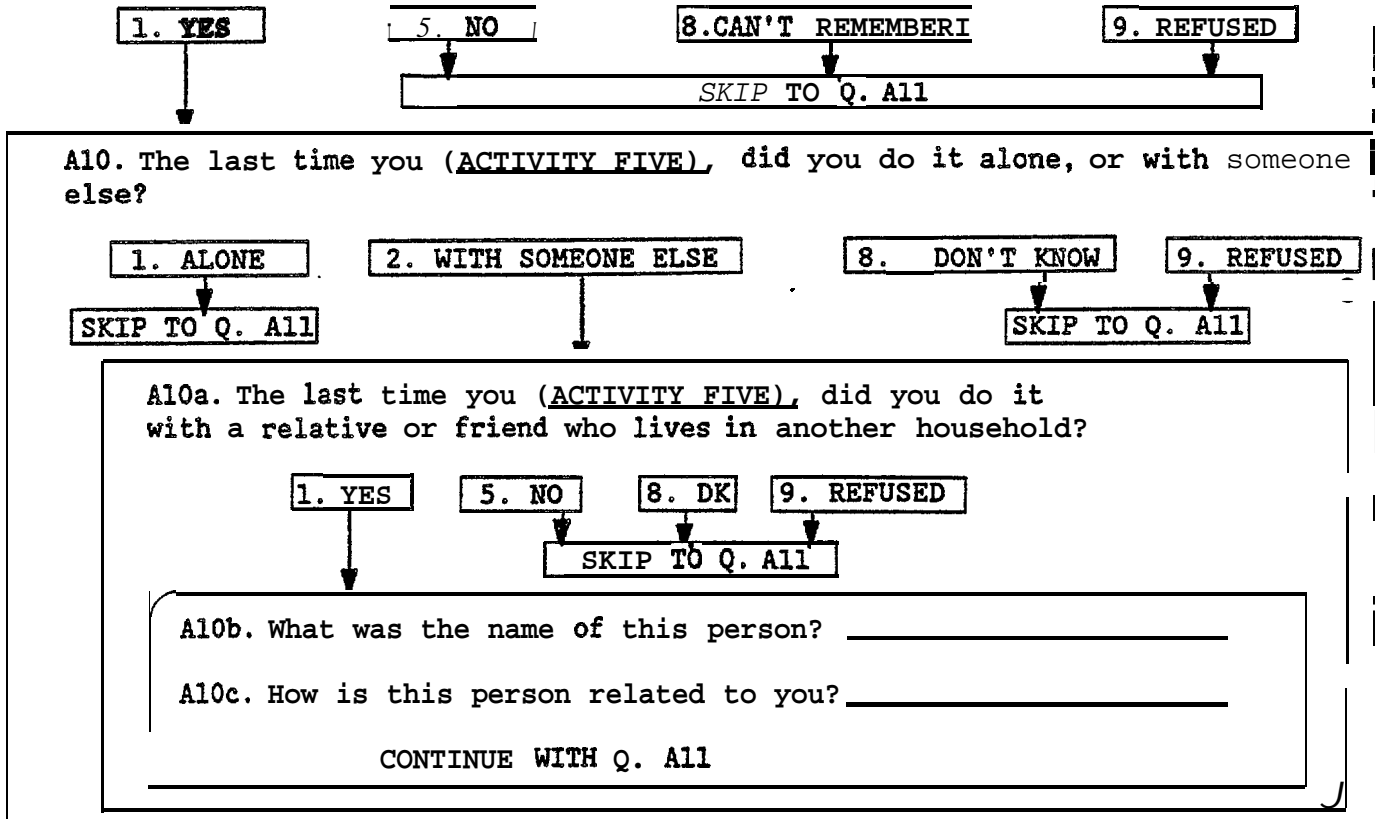 1. YES 5. NO 8.CAN'T REMEMBERI 9. REFUSED
SKIP TO Q. A11
A10. The last time you (ACTIVITY FIVE), did you do it alone, or with someone
else?
1. ALONE 2. WITH SOMEONE ELSE 8. DON'T KNOW 9. REFUSED
SKIP TO Q. A11 SKIP TO Q. A11
A10a. The last time you (ACTIVITY FIVE), did you do it
with a relative or friend who lives in another household?
1. YES 5. NO 8. DK 9. REFUSED
SKIP TO Q. A11
A10b. What was the name of this person?
A10c. How is this person related to you?
CONTINUE WITH Q. A11